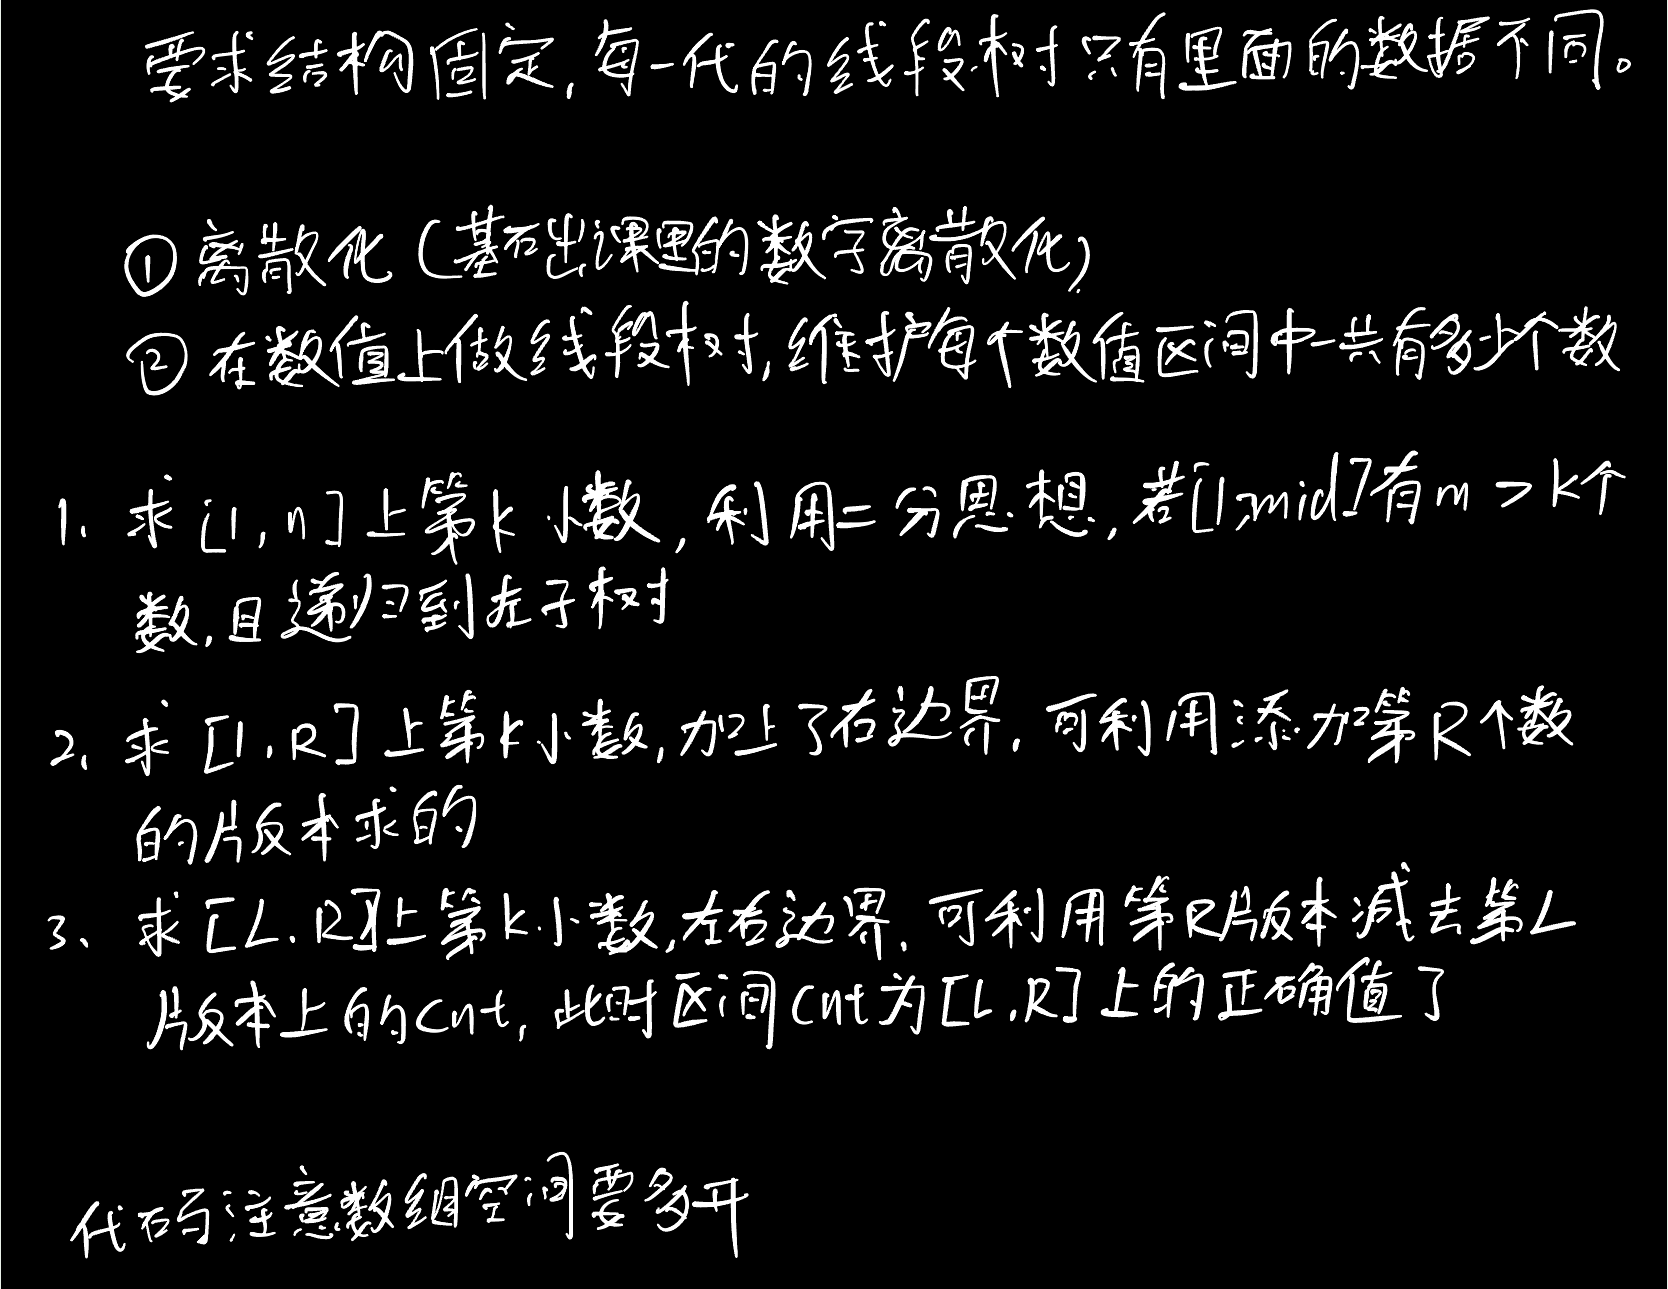 要求结构固定,每一代的线段树只有里面的数据不同。
① 离散化(基石出课里的数字离散化)
② 在数值上做线段树,维护每个数值区间中一共有多少个数
1. 求[1,n]上第k小数,利用二分思想,若[1,mid]有m>k个
数,且递归到左子树
2、求[1,R]上第k小数,加上了右边界,可利用添加第R个数
的版本求的
3、求[L,R]上第k小数,左右边界,可利用第R版本减去第L
版本上的cnt,此时区间cnt为[L,R]上的正确值了
代码注意数组空间要多开